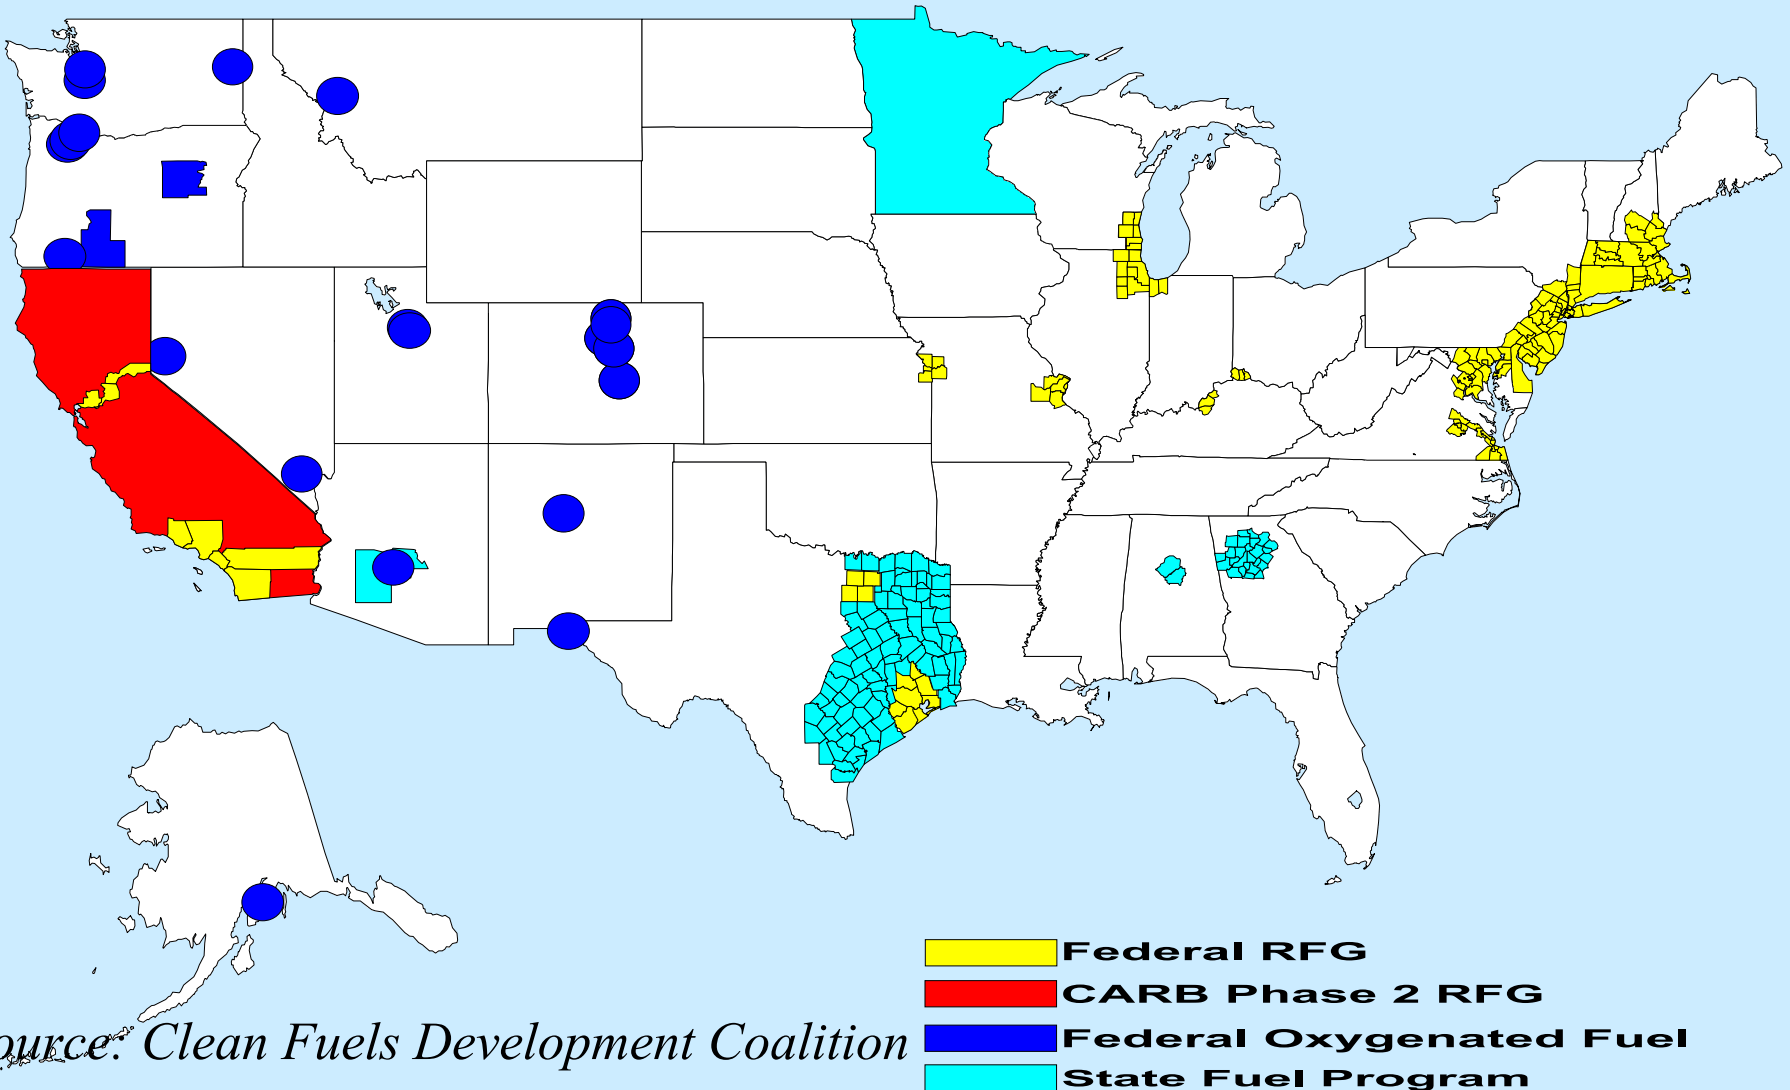 Federal RFG
CARB Phase 2 RFG
ource: Clean Fuels Development Coalition
Federal Oxygenated Fuel
State Fuel Program